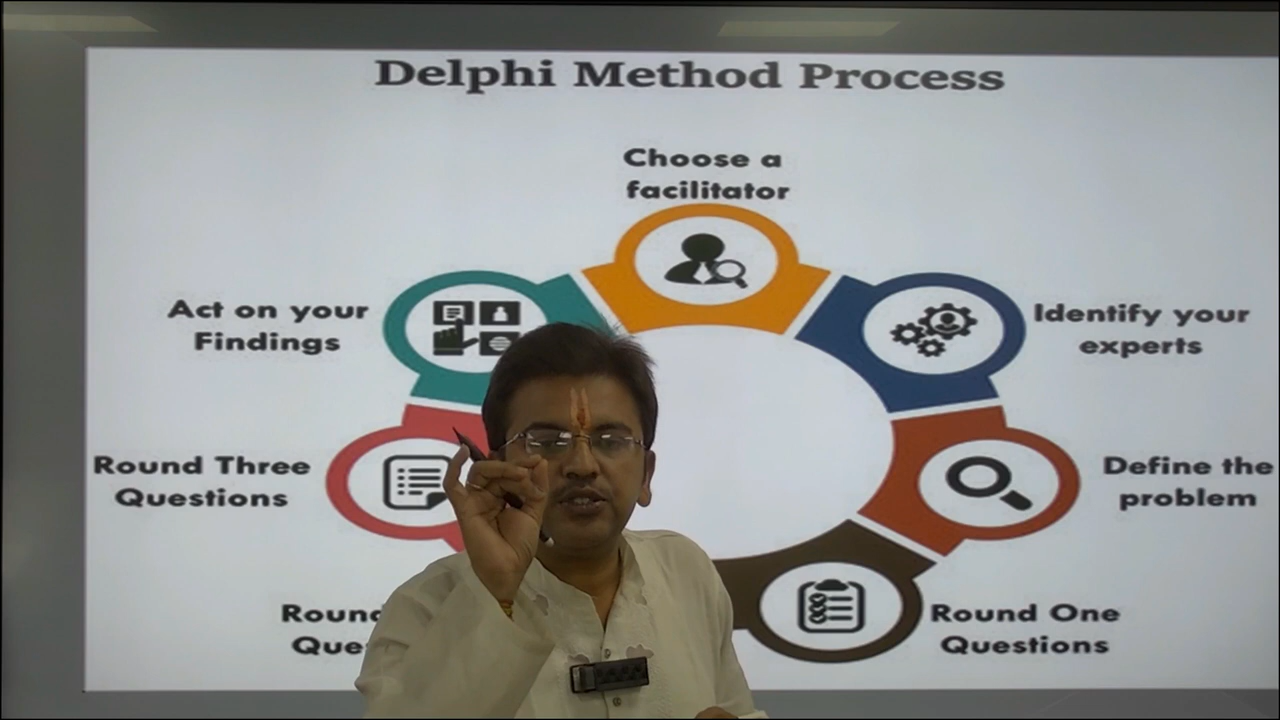 Delphi Method Process
Choose a
facilitator
Identify your
experts
Define the
problem
Round One
Questions
Round
Round Three
Questions
Act on your
Findings